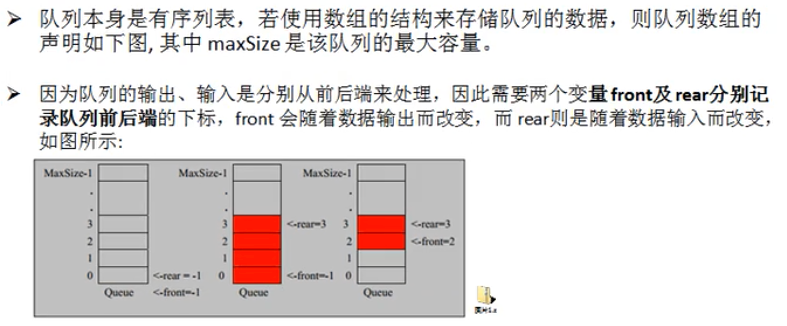 ➤ 队列本身是有序列表，若使用数组的结构来存储队列的数据，则队列数组的
声明如下图, 其中 maxSize 是该队列的最大容量。
➤ 因为队列的输出、输入是分别从前后端来处理，因此需要两个变量 front及 rear分别记
录队列前后端的下标，front 会随着数据输出而改变，而 rear则是随着数据输入而改变，
如图所示:
MaxSize-1 MaxSize-1 MaxSize-1
. . .
. . .
3 3 <-rear=3 3 <-rear=3
2 2 2 <-front=2
1 1 1
0 <-rear = -1 0 <-front=-1 0
Queue <-front=-1 Queue Queue